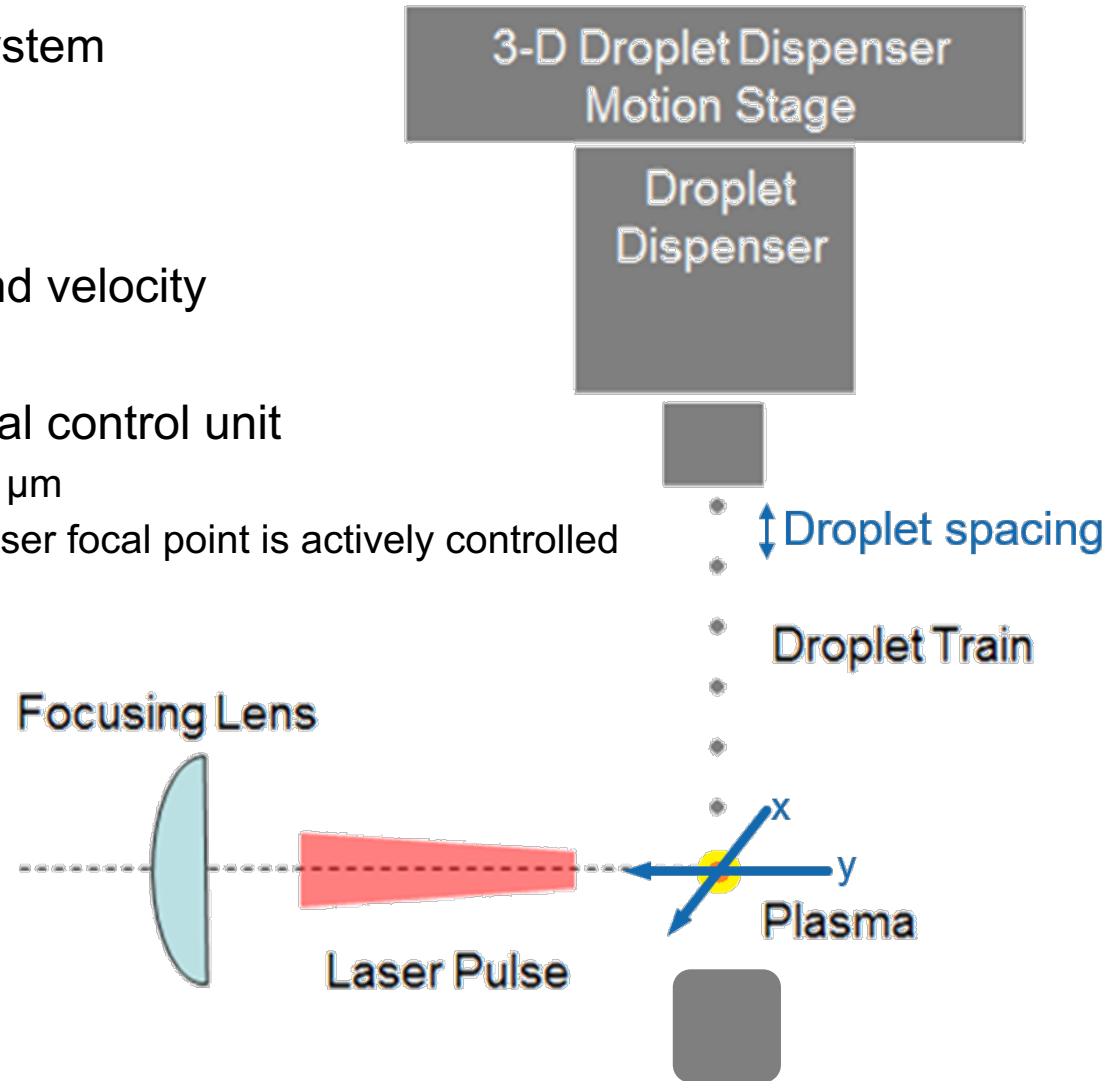 ystem
nd velocity
al control unit
µm
ser focal point is actively controlled
3-D Droplet Dispenser
Motion Stage
Droplet
Dispenser
Droplet spacing
Droplet Train
Focusing Lens
x
y
Plasma
Laser Pulse